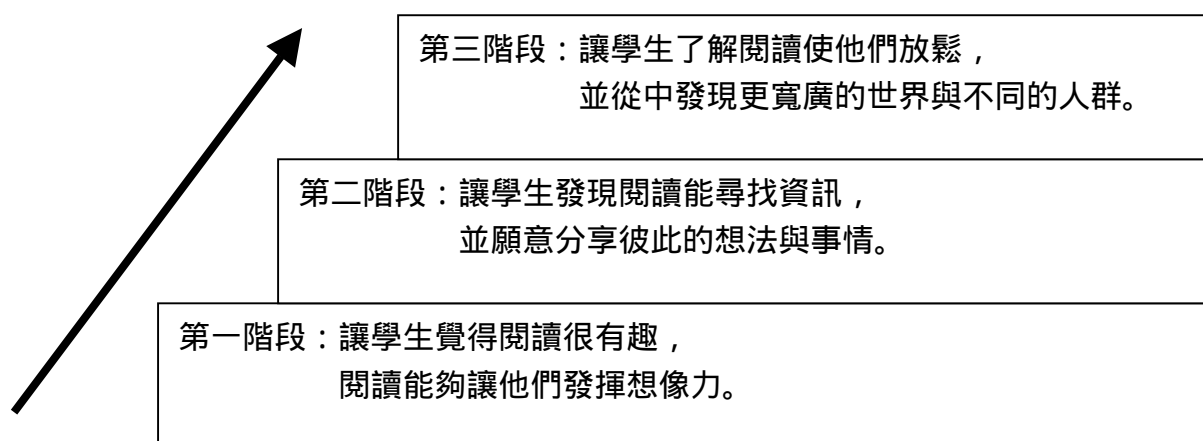 第三階段：讓學生了解閱讀使他們放鬆，
並從中發現更寬廣的世界與不同的人群。
第二階段：讓學生發現閱讀能尋找資訊，
並願意分享彼此的想法與事情。
第一階段：讓學生覺得閱讀很有趣，
閱讀能夠讓他們發揮想像力。